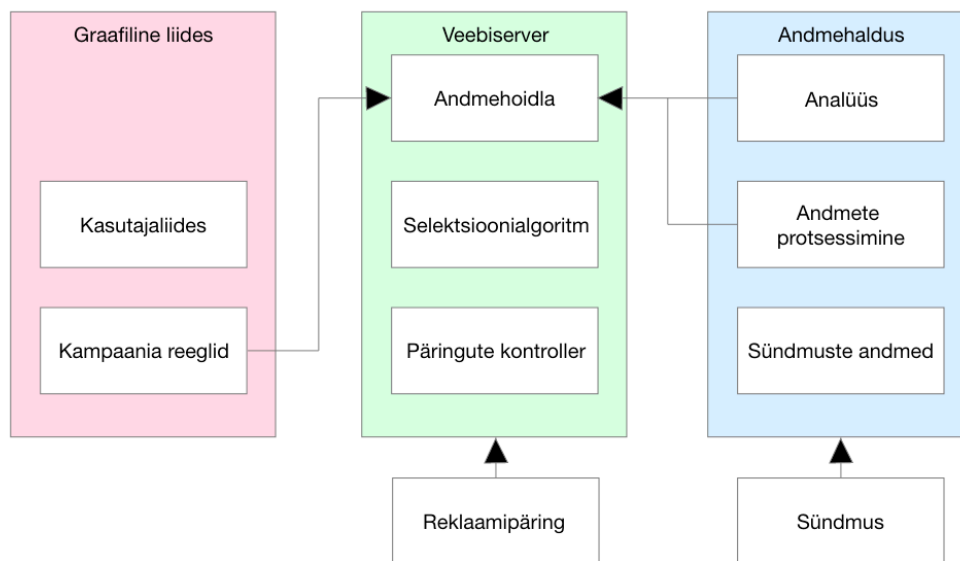 Graafiline liides
Kasutajaliides
Kampaania reeglid
Veebiserver
Andmehoidla
Selektsioonialgoritm
Päringute kontroller
Reklaamipäring
Andmehaldus
Analüüs
Andmete
protsessimine
Sündmuste andmed
Sündmus